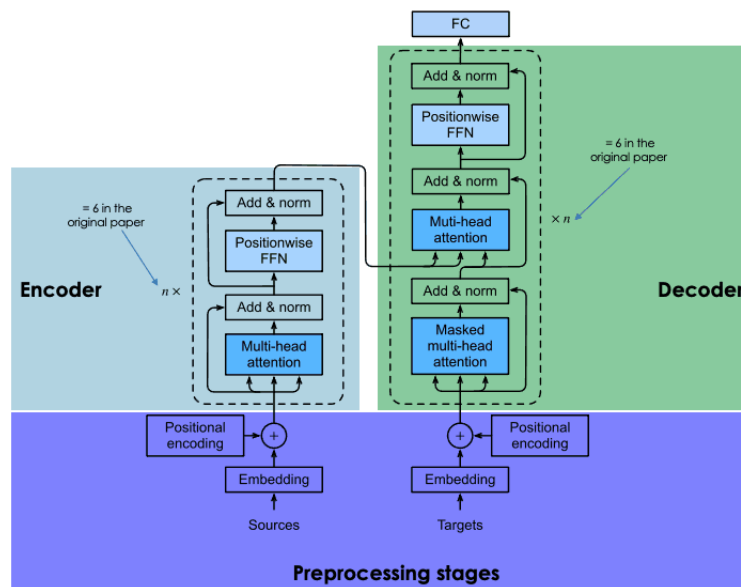 FC
Add & norm
Positionwise
FFN
Add & norm
Muti-head
attention
Add & norm
Masked
multi-head
attention
= 6 in the
original paper
× n
Decoder
= 6 in the
original paper
n ×
Encoder
Add & norm
Positionwise
FFN
Add & norm
Multi-head
attention
Positional
encoding
+
Embedding
Sources
+
Positional
encoding
Embedding
Targets
Preprocessing stages